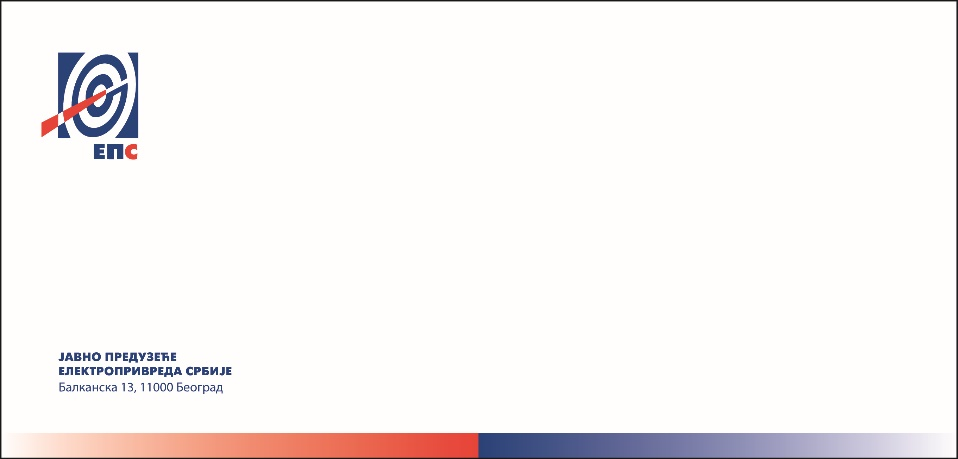 ЕПС
ЈАВНО ПРЕДУЗЕЋЕ
ЕЛЕКТРОПРИВРЕДА СРБИЈЕ
Балканска 13, 11000 Београд